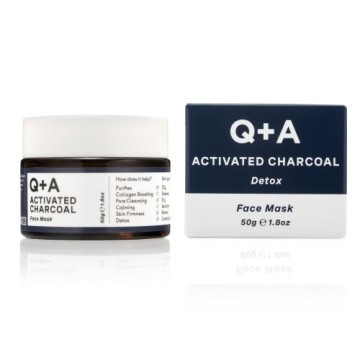 Q+A
ACTIVATED
CHARCOAL
Face Mask
50g ℮ 1.8oz
How does it help?
Purifies
Collagen Boosting
Pore Cleansing
Calming
Skin Firmness
Detox
Q+A
ACTIVATED CHARCOAL
Detox
Face Mask
50g ℮ 1.8oz